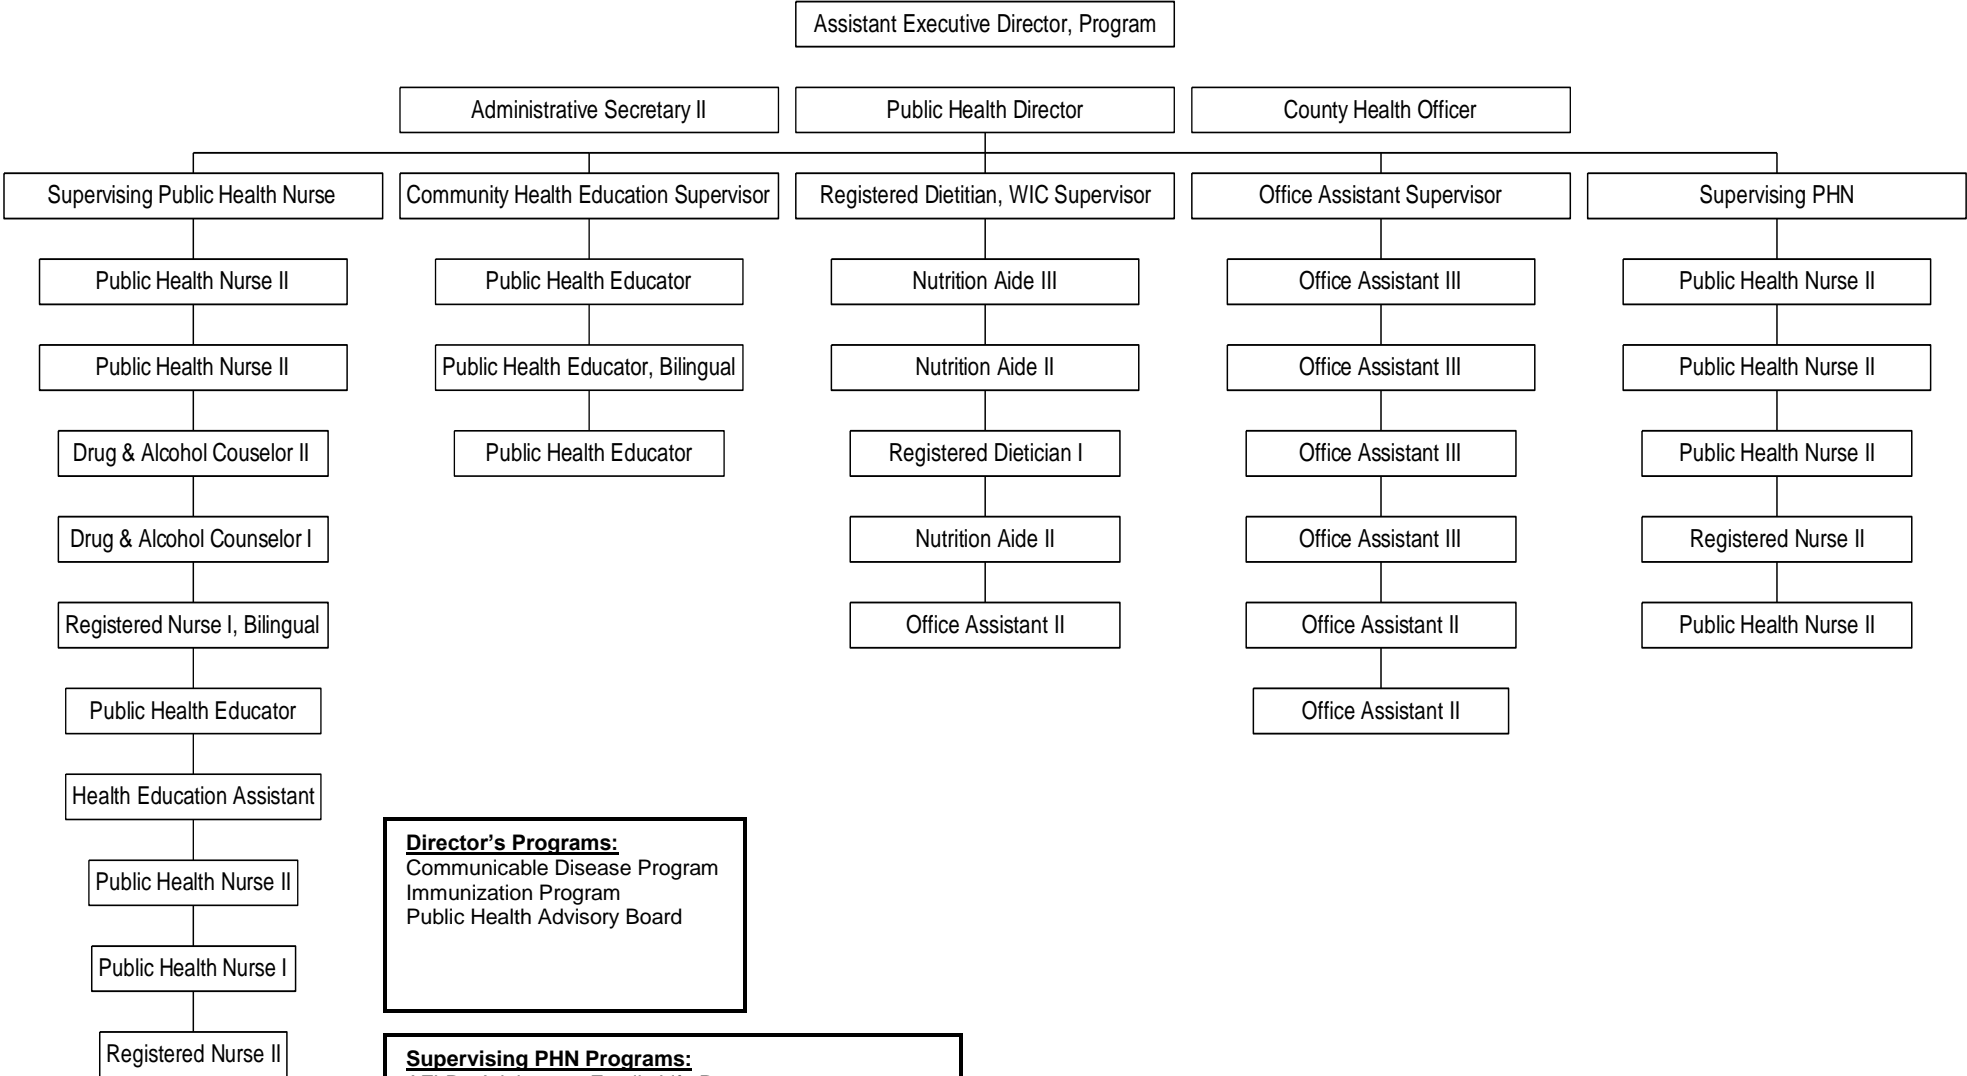 Assistant Executive Director, Program
Administrative Secretary II
Public Health Director
County Health Officer
Supervising Public Health Nurse
Community Health Education Supervisor
Registered Dietitian, WIC Supervisor
Office Assistant Supervisor
Supervising PHN
Public Health Nurse II
Public Health Educator
Nutrition Aide III
Office Assistant III
Public Health Nurse II
Public Health Nurse II
Public Health Educator, Bilingual
Nutrition Aide II
Office Assistant III
Public Health Nurse II
Drug & Alcohol Couselor II
Public Health Educator
Registered Dietician I
Office Assistant III
Public Health Nurse II
Drug & Alcohol Counselor I
Nutrition Aide II
Office Assistant III
Registered Nurse II
Registered Nurse I, Bilingual
Office Assistant II
Office Assistant II
Public Health Nurse II
Public Health Educator
Office Assistant II
Health Education Assistant
Public Health Nurse II
Public Health Nurse I
Registered Nurse II
Director’s Programs:
Communicable Disease Program
Immunization Program
Public Health Advisory Board
Supervising PHN Programs: